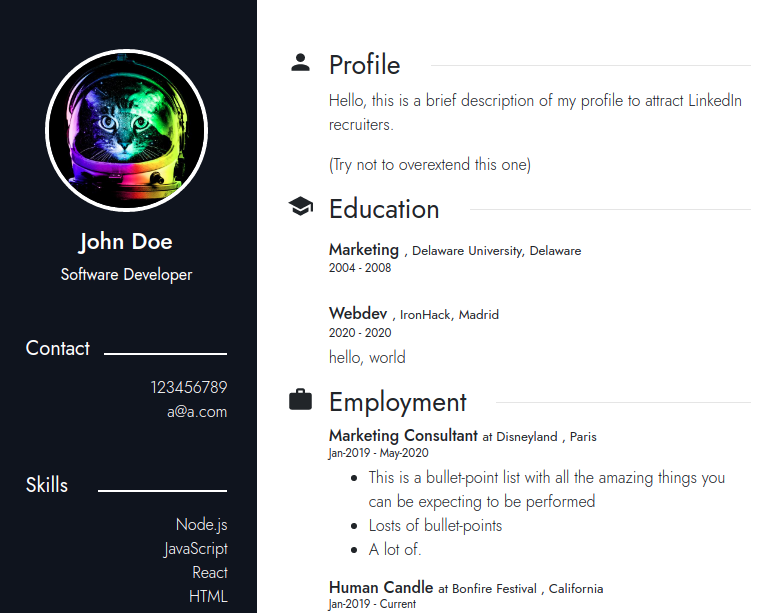 John Doe
Software Developer
Contact
123456789
a@a.com
Skills
Node.js
JavaScript
React
HTML
Profile
Hello, this is a brief description of my profile to attract LinkedIn
recruiters.
(Try not to overextend this one)
Education
Marketing , Delaware University, Delaware
2004 - 2008
Webdev , IronHack, Madrid
2020 - 2020
hello, world
Employment
Marketing Consultant at Disneyland , Paris
Jan-2019 - May-2020
This is a bullet-point list with all the amazing things you
can be expecting to be performed
Losts of bullet-points
A lot of.
Human Candle at Bonfire Festival , California
Jan-2019 - Current